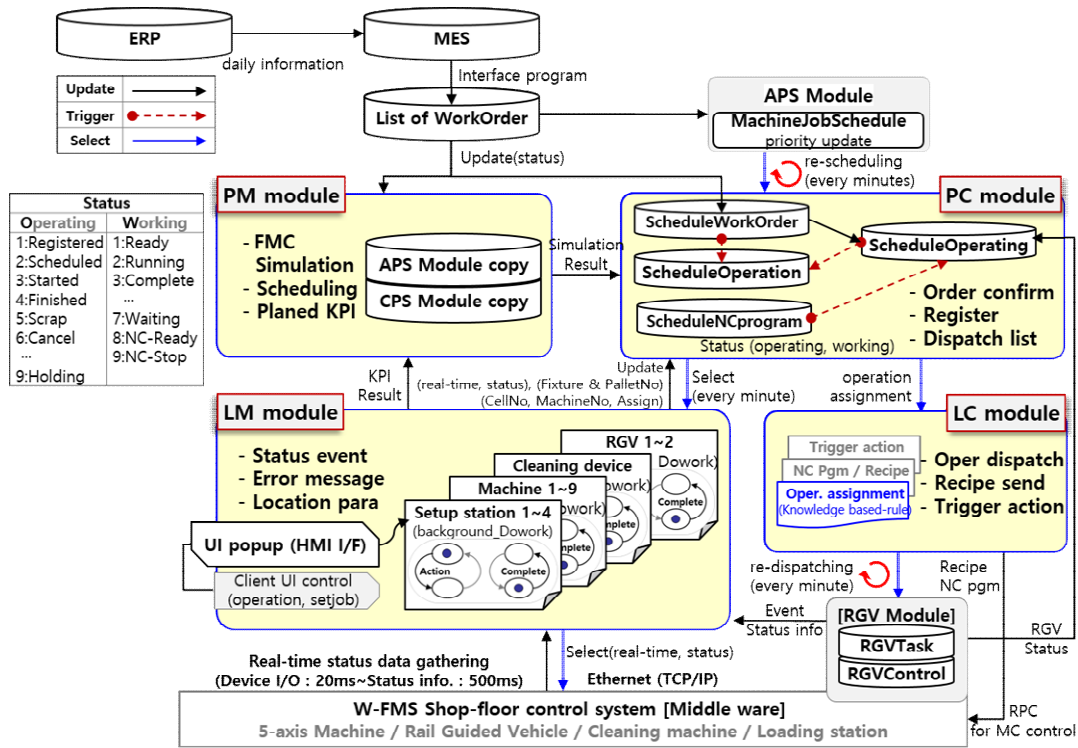 ERP
MES
daily information
Interface program
Update
Trigger
Select
List of WorkOrder
APS Module
MachineJobSchedule
priority update
Update(status)
re-scheduling
(every minutes)
Status
Operating
Working
1:Registered
1:Ready
2:Scheduled
2:Running
3:Started
3:Complete
4:Finished
...
5:Scrap
7:Waiting
6:Cancel
8:NC-Ready
...
9:NC-Stop
9:Holding
PM module
- FMC
Simulation
- Scheduling
- Planed KPI
APS Module copy
CPS Module copy
Simulation
Result
PC module
ScheduleWorkOrder
ScheduleOperating
ScheduleOperation
ScheduleNCprogram
- Order confirm
- Register
- Dispatch list
Status (operating, working)
KPI
Result
Update
(real-time, status), (Fixture & PalletNo)
(CellNo, MachineNo, Assign)
Select
(every minute)
operation
assignment
LM module
- Status event
- Error message
- Location para
RGV 1~2
Dowork)
Cleaning device
owork)
Complete
Machine 1~9
work)
mplete
Setup station 1~4
(background_Dowork)
Action
Complete
UI popup (HMI I/F)
Client UI control
(operation, setjob)
LC module
Trigger action
NC Pgm / Recipe
Oper. assignment
(Knowledge based-rule)
- Oper dispatch
- Recipe send
- Trigger action
re-dispatching
(every minute)
Recipe
NC pgm
Event
Status info
[RGV Module]
RGVTask
RGVControl
RGV
Status
Real-time status data gathering
(Device I/O : 20ms~Status info. : 500ms)
Select(real-time, status)
Ethernet (TCP/IP)
W-FMS Shop-floor control system [Middle ware]
5-axis Machine / Rail Guided Vehicle / Cleaning machine / Loading station
RPC
for MC control